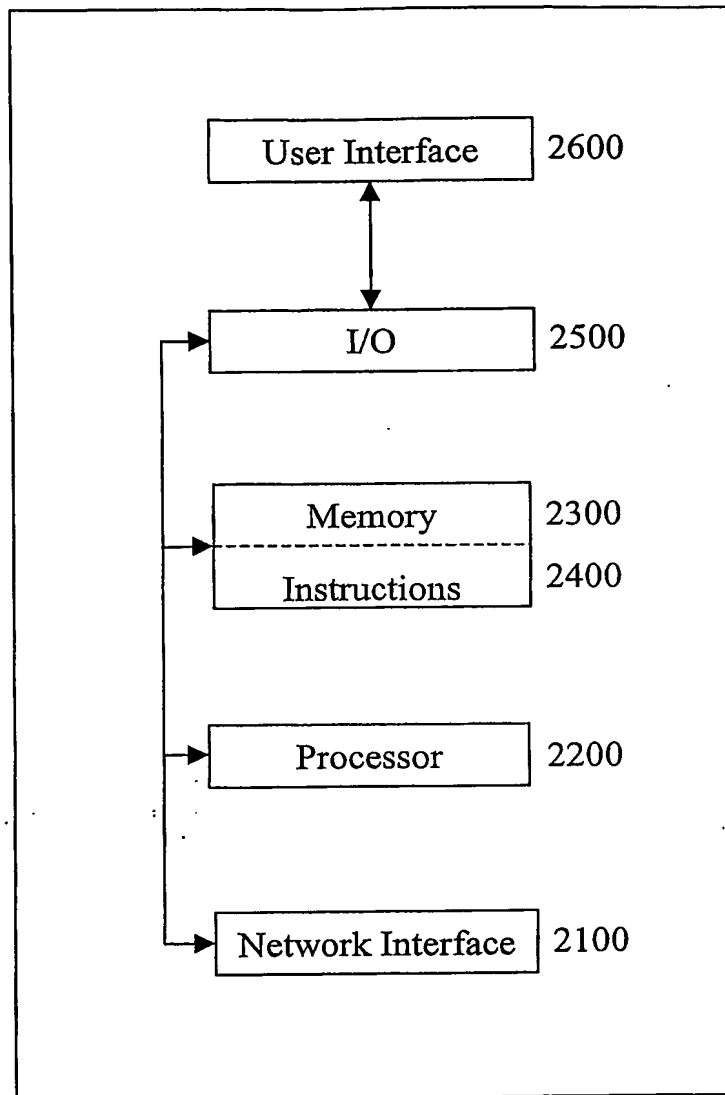 User Interface 2600
I/O 2500
Memory 2300
Instructions 2400
Processor 2200
Network Interface 2100